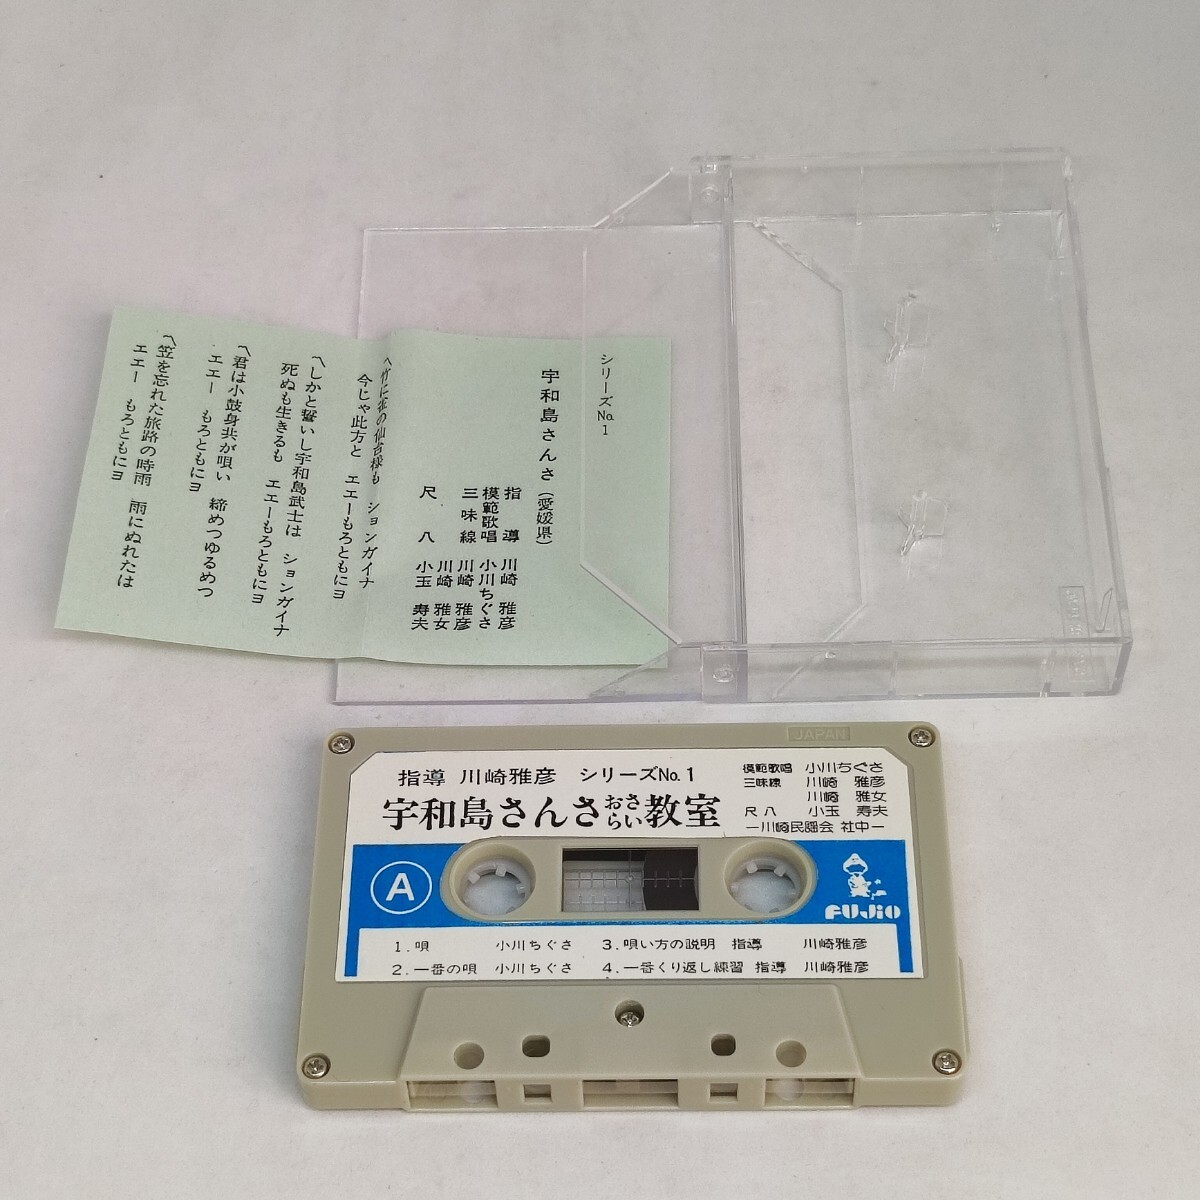 シリーズNo.1
宇和島さんさ(愛媛県)
指導 川崎雅彦
模範歌唱 小川ちぐさ
三味線 川崎雅彦
川崎雅女
尺八 小玉寿夫
〽竹に雀の仙台様も ションガイナ
今じゃ此方と エエーもろともにヨ
〽しかと誓いし宇和島武士は ションガイナ
死ぬも生きるも エエーもろともにヨ
〽君は小鼓身共が唄い 締めつゆるめつ
エエー もろともにヨ
〽笠を忘れた旅路の時雨 雨にぬれたは
エエー もろともにヨ
JAPAN
指導 川崎雅彦 シリーズNo.1
宇和島さんさおさらい教室
模範歌唱 小川ちぐさ
三味線 川崎 雅彦
川崎 雅女
尺八 小玉 寿夫
ー川崎民謡会 社中ー
A
FUJiO
1. 唄 小川ちぐさ
2. 一番の唄 小川ちぐさ
3. 唄い方の説明 指導 川崎雅彦
4. 一番くり返し練習 指導 川崎雅彦